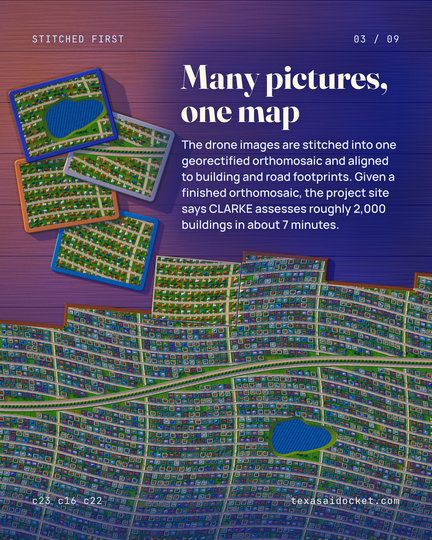 STITCHED FIRST
03 / 09
Many pictures,
one map
The drone images are stitched into one
georectified orthomosaic and aligned
to building and road footprints. Given a
finished orthomosaic, the project site
says CLARKE assesses roughly 2,000
buildings in about 7 minutes.
c23 c16 c22
texasaidocket.com